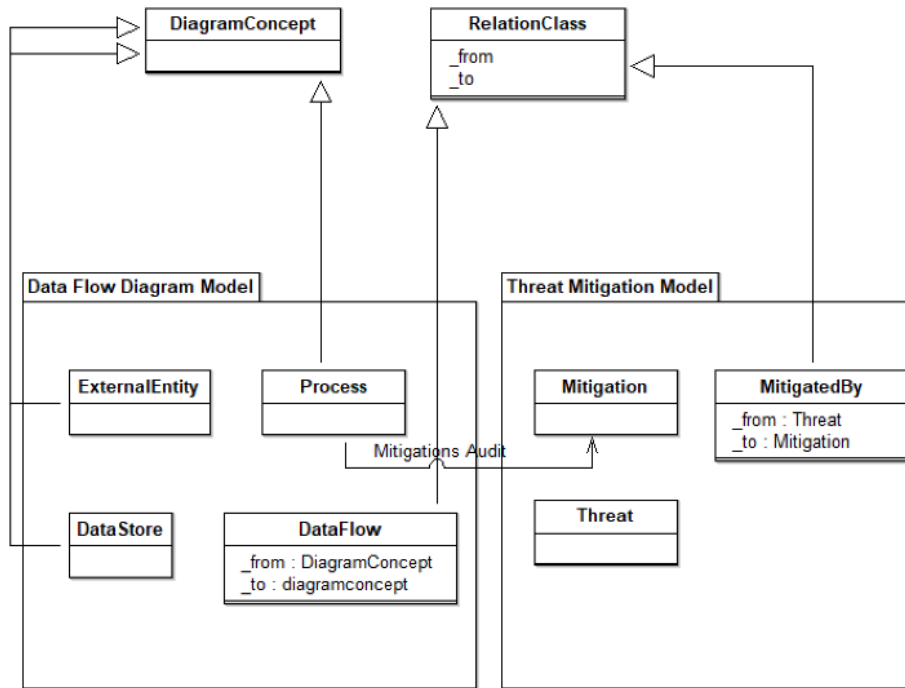 DiagramConcept
RelationClass
_from
_to
Data Flow Diagram Model
Threat Mitigation Model
ExternalEntity
Process
Mitigation
MitigatedBy
_from : Threat
_to : Mitigation
Mitigations Audit
DataStore
DataFlow
_from : DiagramConcept
_to : diagramconcept
Threat